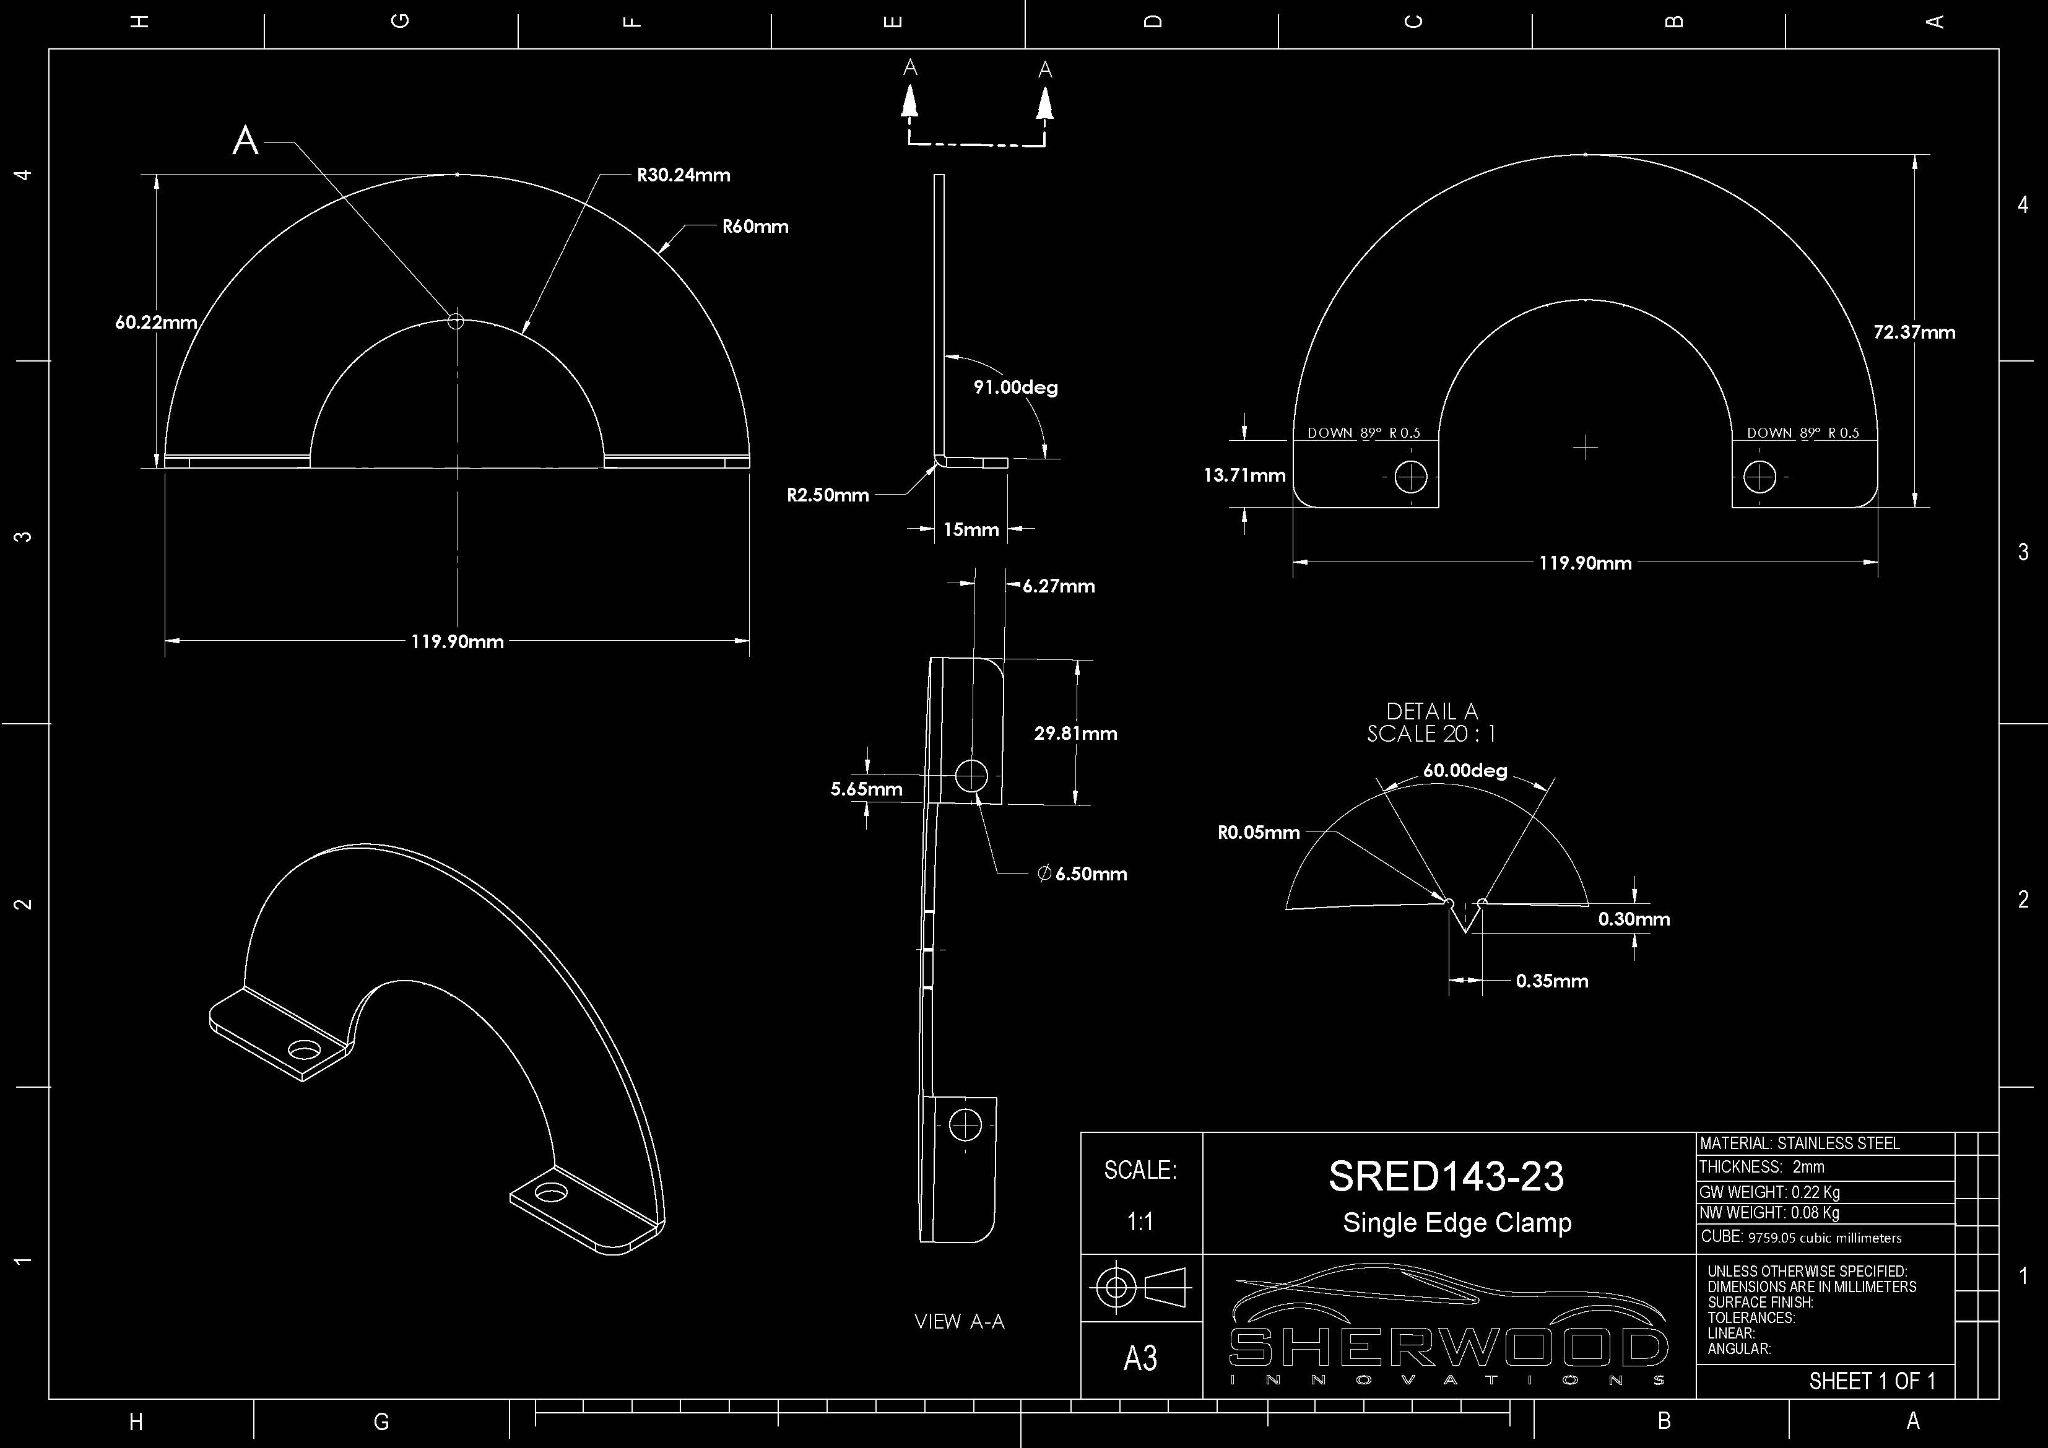 H G F E D C B A
A A
A
4
R30.24mm
R60mm
60.22mm
119.90mm
91.00deg
R2.50mm
15mm
4
72.37mm
DOWN 89° R 0.5
DOWN 89° R 0.5
13.71mm
119.90mm
3
3
6.27mm
29.81mm
5.65mm
Ø 6.50mm
VIEW A-A
DETAIL A
SCALE 20 : 1
60.00deg
R0.05mm
0.30mm
0.35mm
2
2
1
1
SCALE:
1:1
SRED143-23
Single Edge Clamp
MATERIAL: STAINLESS STEEL
THICKNESS: 2mm
GW WEIGHT: 0.22 Kg
NW WEIGHT: 0.08 Kg
CUBE: 9759.05 cubic millimeters
UNLESS OTHERWISE SPECIFIED:
DIMENSIONS ARE IN MILLIMETERS
SURFACE FINISH:
TOLERANCES:
LINEAR:
ANGULAR:
A3
SHERWOOD
INNOVATIONS
SHEET 1 OF 1
H G B A